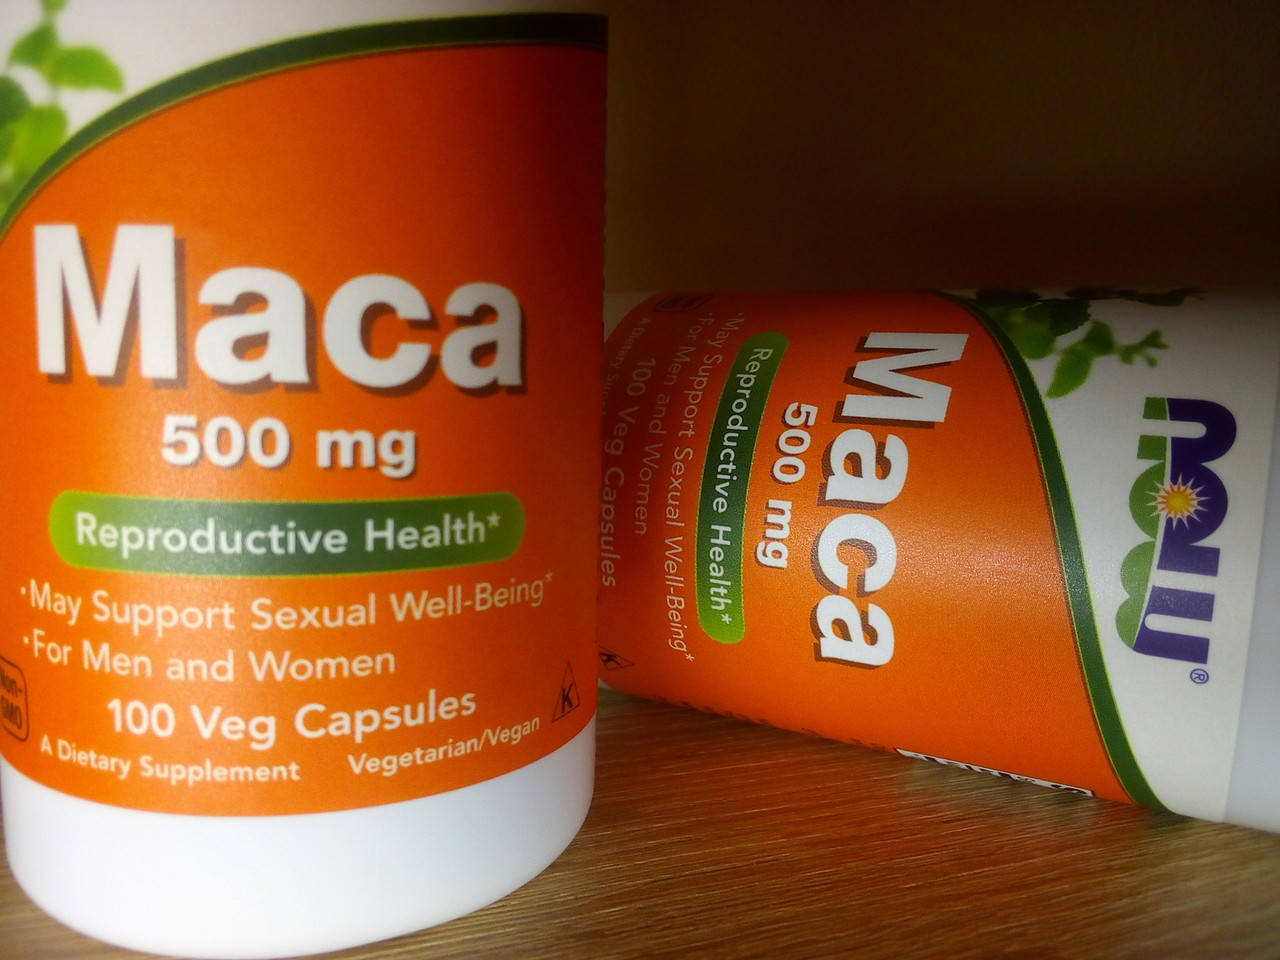 Maca
500 mg
Reproductive Health*
·May Support Sexual Well-Being*
·For Men and Women
100 Veg Capsules
Non-
GMO
A Dietary Supplement
Vegetarian/Vegan
K
NOW®
Maca
500 mg
Reproductive Health*
·May Support Sexual Well-Being*
·For Men and Women
100 Veg Capsules
A Dietary
K